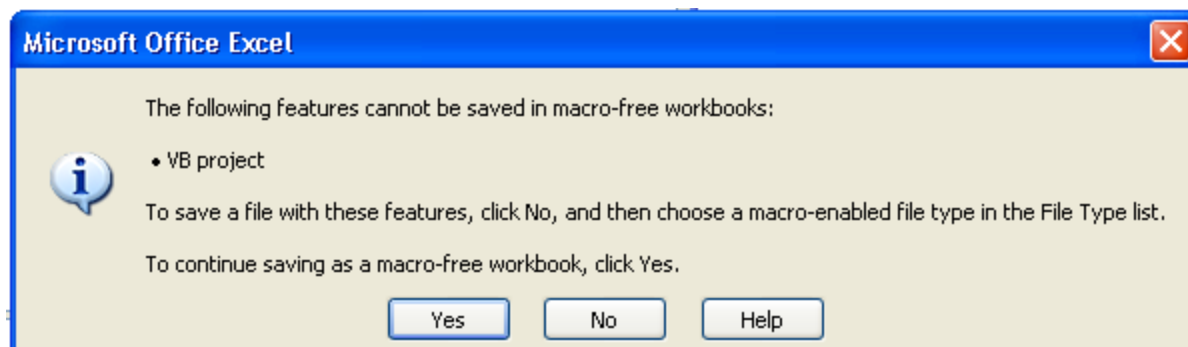 Microsoft Office Excel
The following features cannot be saved in macro-free workbooks:
• VB project
To save a file with these features, click No, and then choose a macro-enabled file type in the File Type list.
To continue saving as a macro-free workbook, click Yes.
Yes No Help